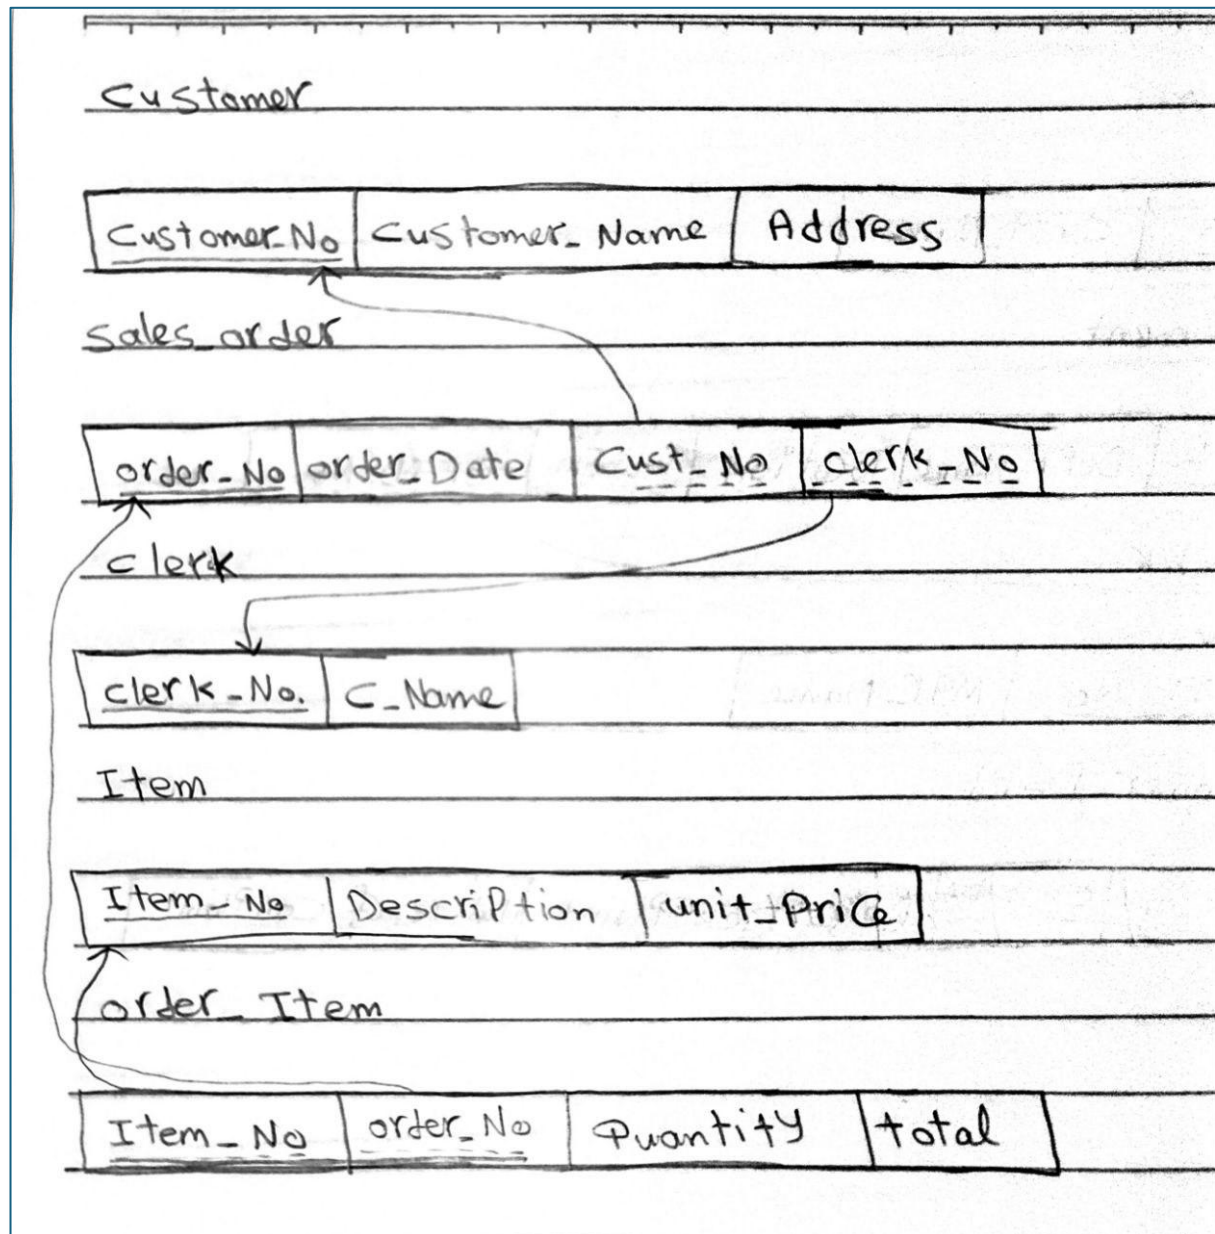 Customer
Customer_No Customer_Name Address
sales_order
order_No order_Date Cust_No clerk_No
clerk
clerk_No. C_Name
Item
Item_No Description unit_Price
order_Item
Item_No order_No Quantity total